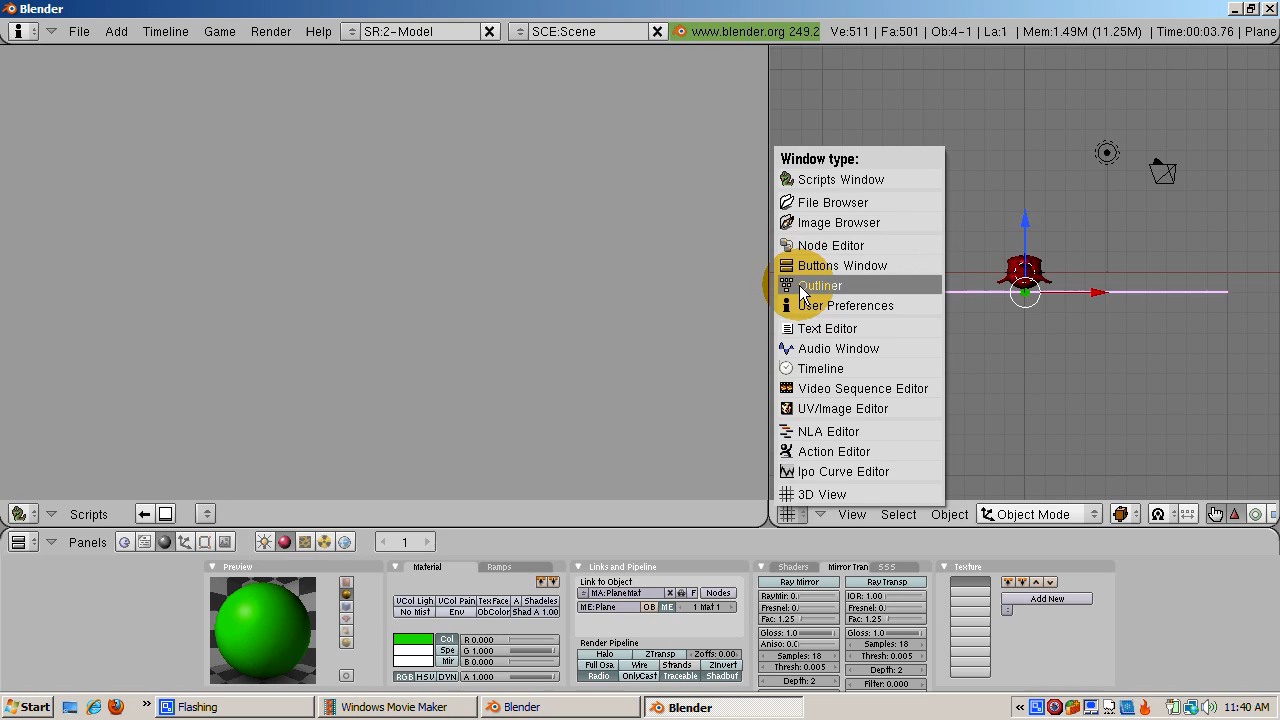 Blender
File Add Timeline Game Render Help SR:2-Model SCE:Scene www.blender.org 249.2 Ve:511 | Fa:501 | Ob:4-1 | La:1 | Mem:1.49M (11.25M) | Time:00:03.76 | Plane
Window type:
Scripts Window
File Browser
Image Browser
Node Editor
Buttons Window
Outliner
User Preferences
Text Editor
Audio Window
Timeline
Video Sequence Editor
UV/Image Editor
NLA Editor
Action Editor
Ipo Curve Editor
3D View
Scripts
View Select Object Object Mode
Panels 1
Preview
Material Ramps
VCol Ligh VCol Pain TexFace A Shadeles
No Mist Env ObColor Shad A 1.00
Col R 0.000
Spe G 1.000
Mir B 0.000
RGB HSV DYN A 1.000
Links and Pipeline
Link to Object
MA:PlaneMat F Nodes
ME:Plane OB ME 1 Mat 1
Render Pipeline
Halo ZTransp Zoffs: 0.00
Full Osa Wire Strands ZInvert
Radio OnlyCast Traceable Shadbuf
Shaders Mirror Tran SSS
Ray Mirror Ray Transp
RayMir: 0. IOR: 1.00
Fresnel: 0. Fresnel: 0.
Fac: 1.25 Fac: 1.25
Gloss: 1.0 Gloss: 1.0
Aniso: 0.0 Samples: 18
Samples: 18 Thresh: 0.005
Thresh: 0.005 Depth: 2
Depth: 2 Filter: 0.000
Texture
Add New
Start Flashing Windows Movie Maker Blender Blender 11:40 AM